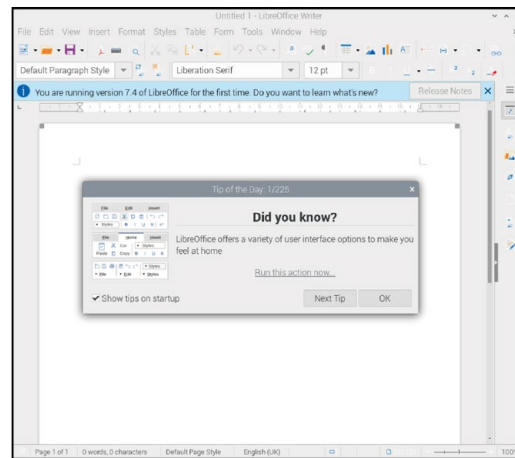 Untitled 1 - LibreOffice Writer
File Edit View Insert Format Styles Table Form Tools Window Help
Default Paragraph Style Liberation Serif 12 pt
You are running version 7.4 of LibreOffice for the first time. Do you want to learn what's new? Release Notes
Tip of the Day: 1/225
Did you know?
LibreOffice offers a variety of user interface options to make you
feel at home
Run this action now...
Show tips on startup Next Tip OK
Page 1 of 1 0 words, 0 characters Default Page Style English (UK) 100%